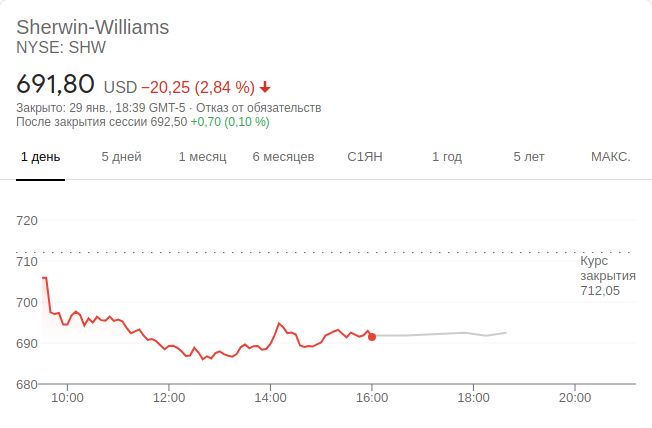 Sherwin-Williams
NYSE: SHW
691,80 USD −20,25 (2,84 %)
Закрыто: 29 янв., 18:39 GMT-5 · Отказ от обязательств
После закрытия сессии 692,50 +0,70 (0,10 %)
1 день 5 дней 1 месяц 6 месяцев С1ЯН 1 год 5 лет МАКС.
720
710
700
690
680
Курс
закрытия
712,05
10:00 12:00 14:00 16:00 18:00 20:00